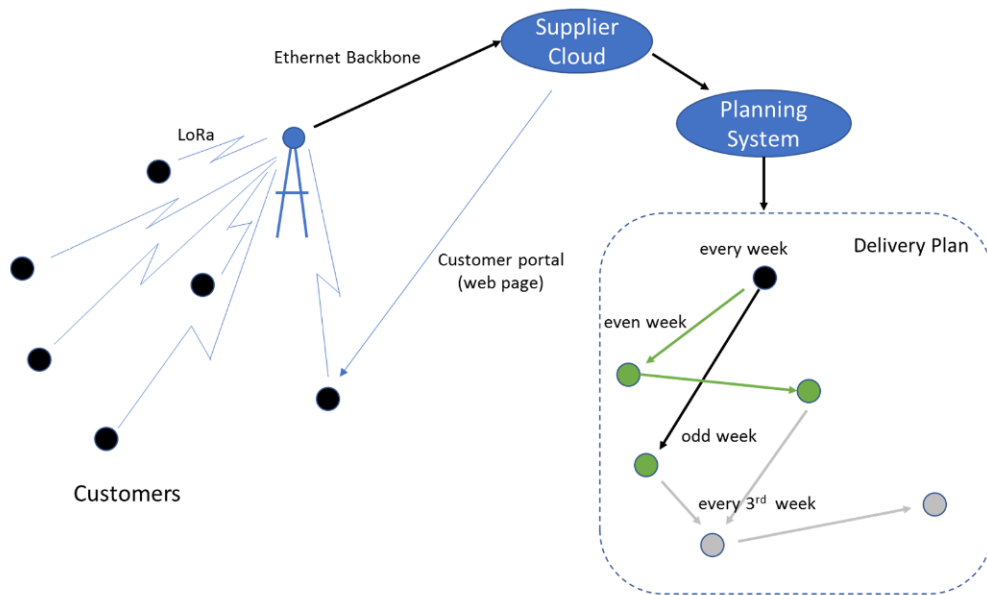 Supplier
Cloud
Ethernet Backbone
Planning
System
LoRa
Customer portal
(web page)
Delivery Plan
every week
even week
odd week
every 3rd week
Customers